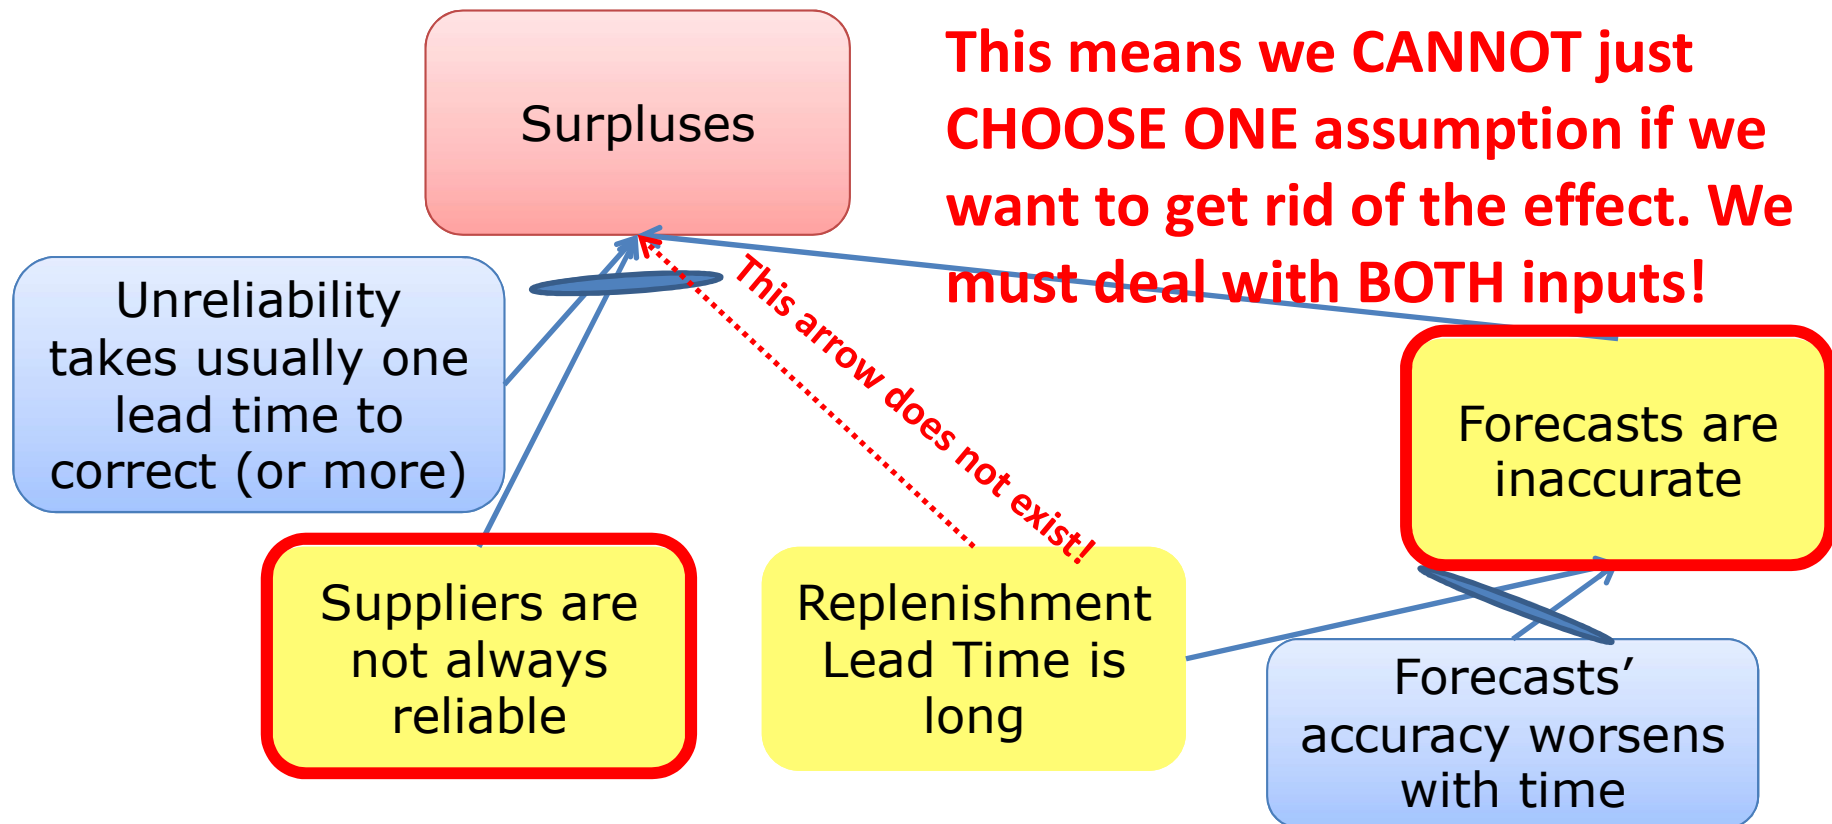 Surpluses
This means we CANNOT just
CHOOSE ONE assumption if we
want to get rid of the effect. We
must deal with BOTH inputs!
Unreliability
takes usually one
lead time to
correct (or more)
This arrow does not exist!
Forecasts are
inaccurate
Suppliers are
not always
reliable
Replenishment
Lead Time is
long
Forecasts’
accuracy worsens
with time